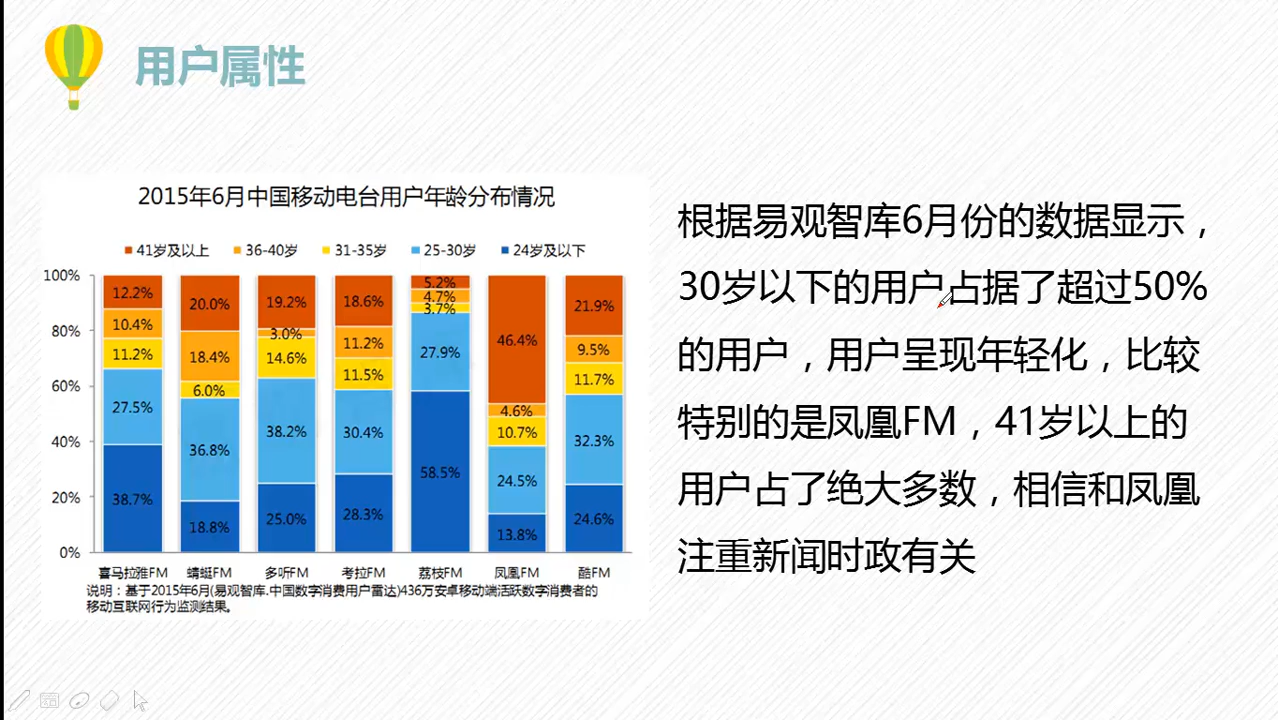 用户属性
2015年6月中国移动电台用户年龄分布情况
41岁及以上 36-40岁 31-35岁 25-30岁 24岁及以下
100%
80%
60%
40%
20%
0%
12.2% 20.0% 19.2% 18.6% 5.2% 46.4% 21.9%
10.4% 18.4% 3.0% 11.2% 4.7% 4.6% 9.5%
11.2% 6.0% 14.6% 11.5% 3.7% 10.7% 11.7%
27.5% 36.8% 38.2% 30.4% 27.9% 24.5% 32.3%
38.7% 18.8% 25.0% 28.3% 58.5% 13.8% 24.6%
喜马拉雅FM 蜻蜓FM 多听FM 考拉FM 荔枝FM 凤凰FM 酷FM
说明：基于2015年6月(易观智库.中国数字消费用户雷达)436万安卓移动端活跃数字消费者的
移动互联网行为监测结果。
根据易观智库6月份的数据显示，
30岁以下的用户占据了超过50%
的用户，用户呈现年轻化，比较
特别的是凤凰FM，41岁以上的
用户占了绝大多数，相信和凤凰
注重新闻时政有关